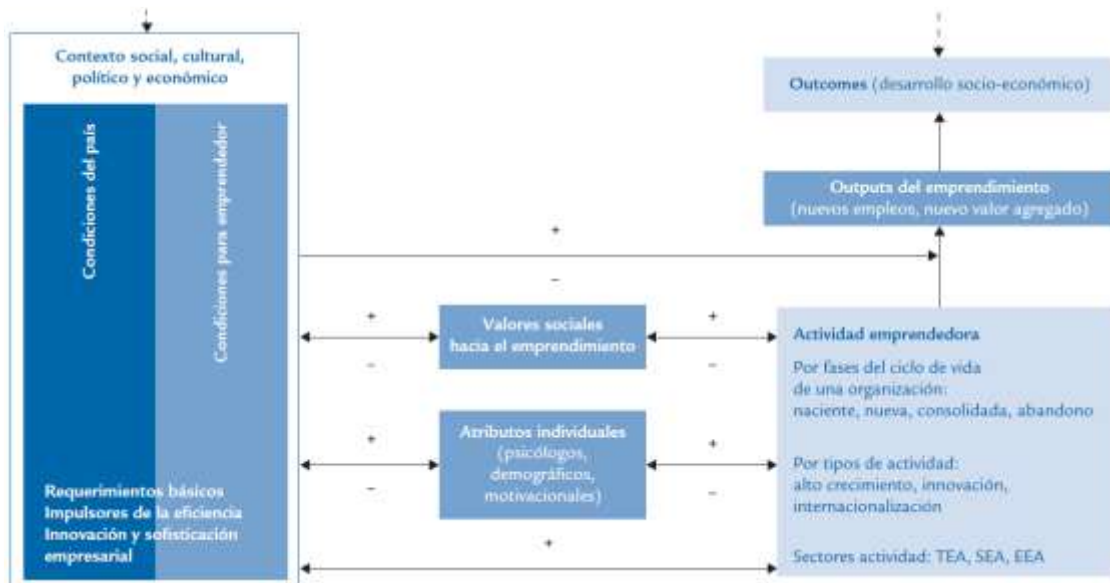 Contexto social, cultural,
político y económico
Condiciones del país
Condiciones para emprendedor
Requerimientos básicos
Impulsores de la eficiencia
Innovación y sofisticación
empresarial
Outcomes (desarrollo socio-económico)
Outputs del emprendimiento
(nuevos empleos, nuevo valor agregado)
+
–
+
Valores sociales
hacia el emprendimiento
+
–
–
+
Atributos individuales
(psicólogos,
demográficos,
motivacionales)
+
–
–
+
Actividad emprendedora
Por fases del ciclo de vida
de una organización:
naciente, nueva, consolidada, abandono
Por tipos de actividad:
alto crecimiento, innovación,
internacionalización
Sectores actividad: TEA, SEA, EEA